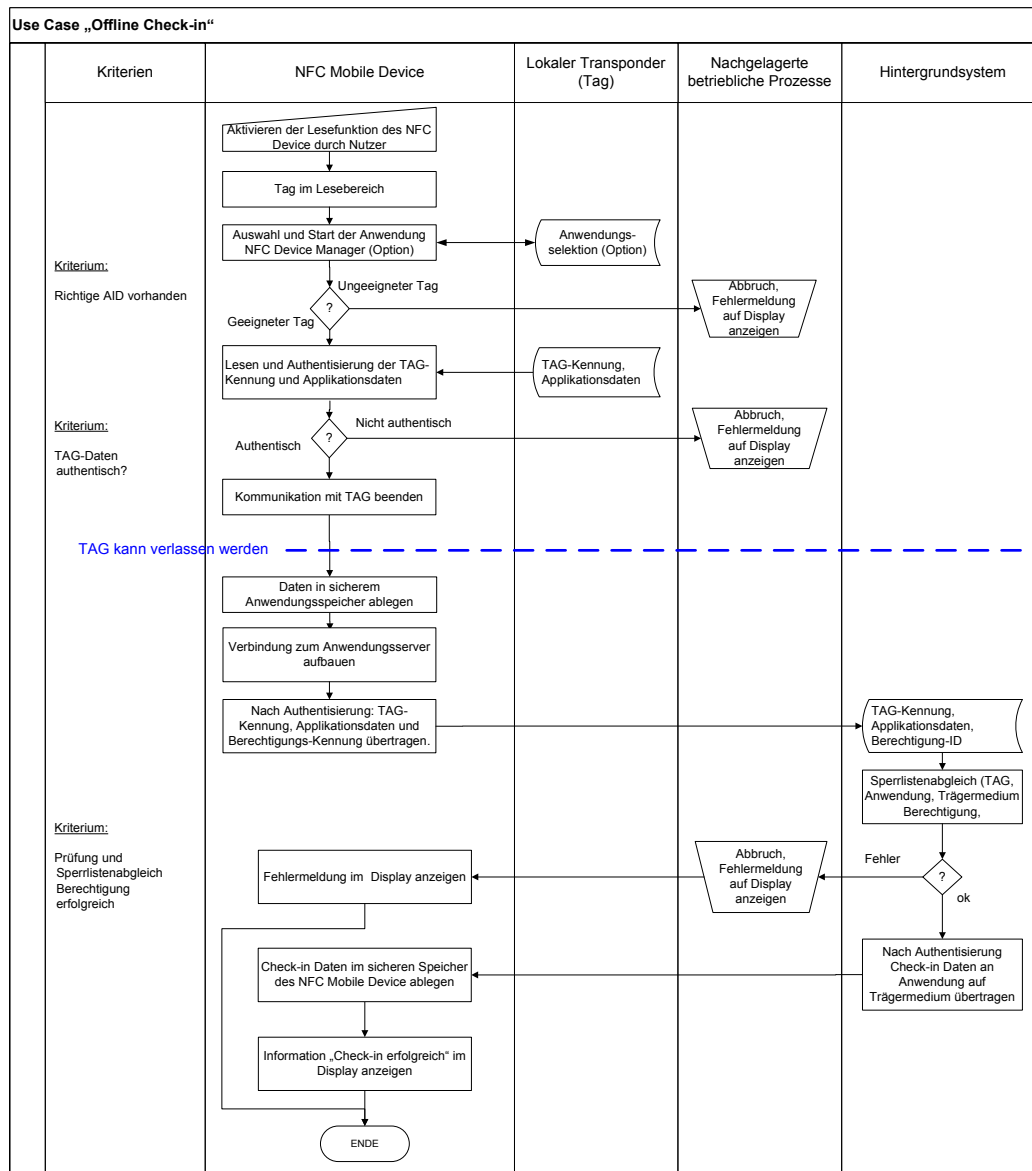 Use Case „Offline Check-in“
Kriterien
NFC Mobile Device
Lokaler Transponder
(Tag)
Nachgelagerte
betriebliche Prozesse
Hintergrundsystem
Aktivieren der Lesefunktion des NFC
Device durch Nutzer
Tag im Lesebereich
Auswahl und Start der Anwendung
NFC Device Manager (Option)
Anwendungs-
selektion (Option)
Kriterium:
Richtige AID vorhanden
Ungeeigneter Tag
?
Geeigneter Tag
Abbruch,
Fehlermeldung
auf Display
anzeigen
Lesen und Authentisierung der TAG-
Kennung und Applikationsdaten
TAG-Kennung,
Applikationsdaten
Kriterium:
TAG-Daten
authentisch?
Nicht authentisch
?
Authentisch
Abbruch,
Fehlermeldung
auf Display
anzeigen
Kommunikation mit TAG beenden
TAG kann verlassen werden
Daten in sicherem
Anwendungsspeicher ablegen
Verbindung zum Anwendungsserver
aufbauen
Nach Authentisierung: TAG-
Kennung, Applikationsdaten und
Berechtigungs-Kennung übertragen.
TAG-Kennung,
Applikationsdaten,
Berechtigung-ID
Sperrlistenabgleich (TAG,
Anwendung, Trägermedium
Berechtigung,
Kriterium:
Prüfung und
Sperrlistenabgleich
Berechtigung
erfolgreich
Fehlermeldung im Display anzeigen
Abbruch,
Fehlermeldung
auf Display
anzeigen
Fehler
?
ok
Check-in Daten im sicheren Speicher
des NFC Mobile Device ablegen
Nach Authentisierung
Check-in Daten an
Anwendung auf
Trägermedium übertragen
Information „Check-in erfolgreich“ im
Display anzeigen
ENDE